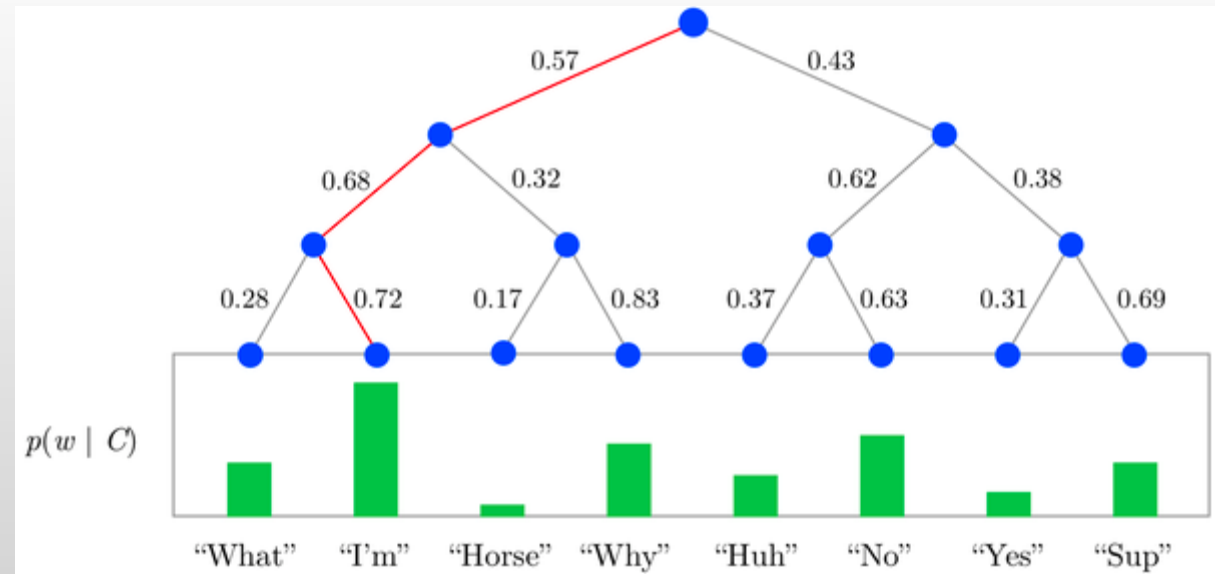 0.57 0.43
0.68 0.32 0.62 0.38
0.28 0.72 0.17 0.83 0.37 0.63 0.31 0.69
p(w | C)
“What” “I’m” “Horse” “Why” “Huh” “No” “Yes” “Sup”